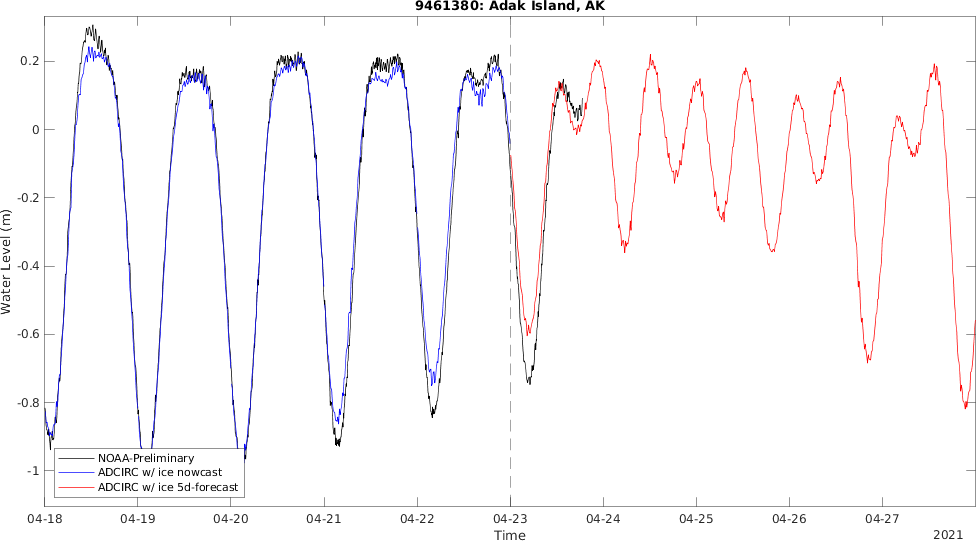 9461380: Adak Island, AK
0.2
0
-0.2
-0.4
-0.6
-0.8
-1
Water Level (m)
NOAA-Preliminary
ADCIRC w/ ice nowcast
ADCIRC w/ ice 5d-forecast
04-18 04-19 04-20 04-21 04-22 04-23 04-24 04-25 04-26 04-27
Time
2021